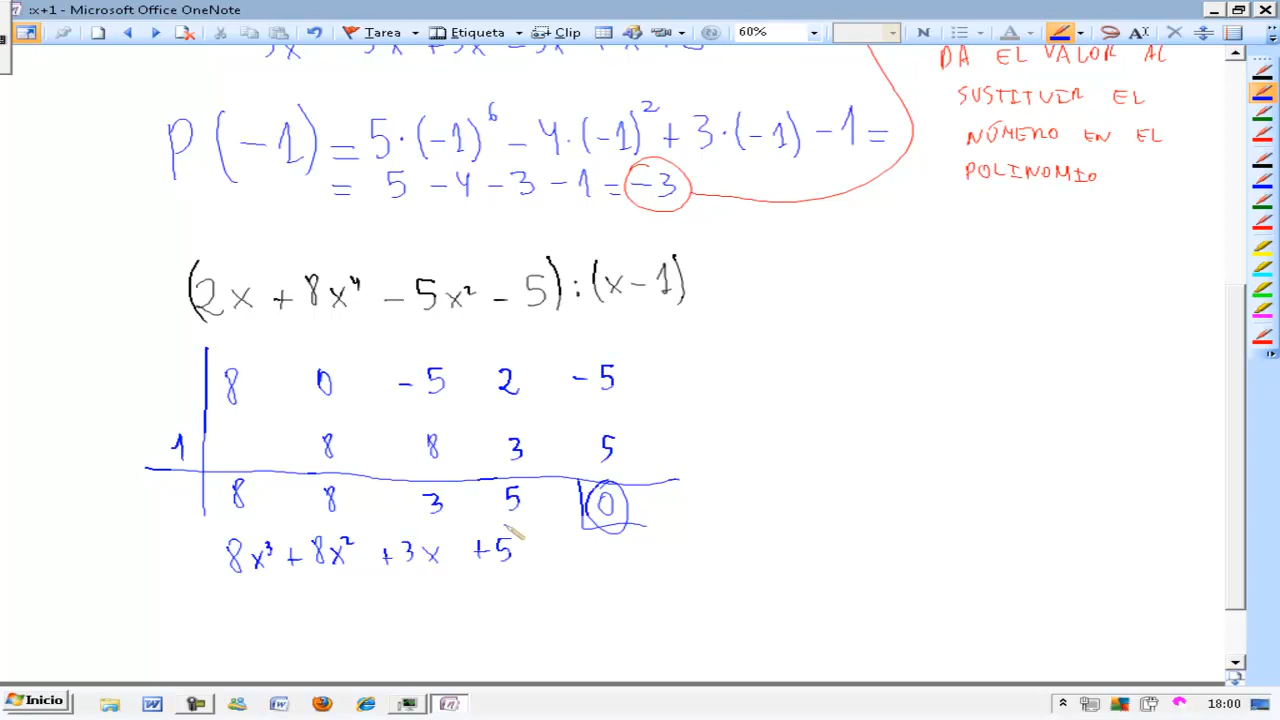 :x+1 - Microsoft Office OneNote
Tarea Etiqueta Clip 60% N A
DA EL VALOR AL
SUSTITUIR EL
NÚMERO EN EL
POLINOMIO
P(-1) = 5·(-1)⁶ - 4·(-1)² + 3·(-1) - 1 =
= 5 - 4 - 3 - 1 = -3
(2x + 8x⁴ - 5x² - 5) : (x - 1)
8 0 -5 2 -5
1 8 8 3 5
8 8 3 5 0
8x³ + 8x² + 3x + 5
Inicio 18:00